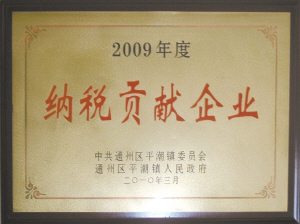 2009年度
纳税贡献企业
中共通州区平潮镇委员会
通州区平潮镇人民政府
二〇一〇年三月